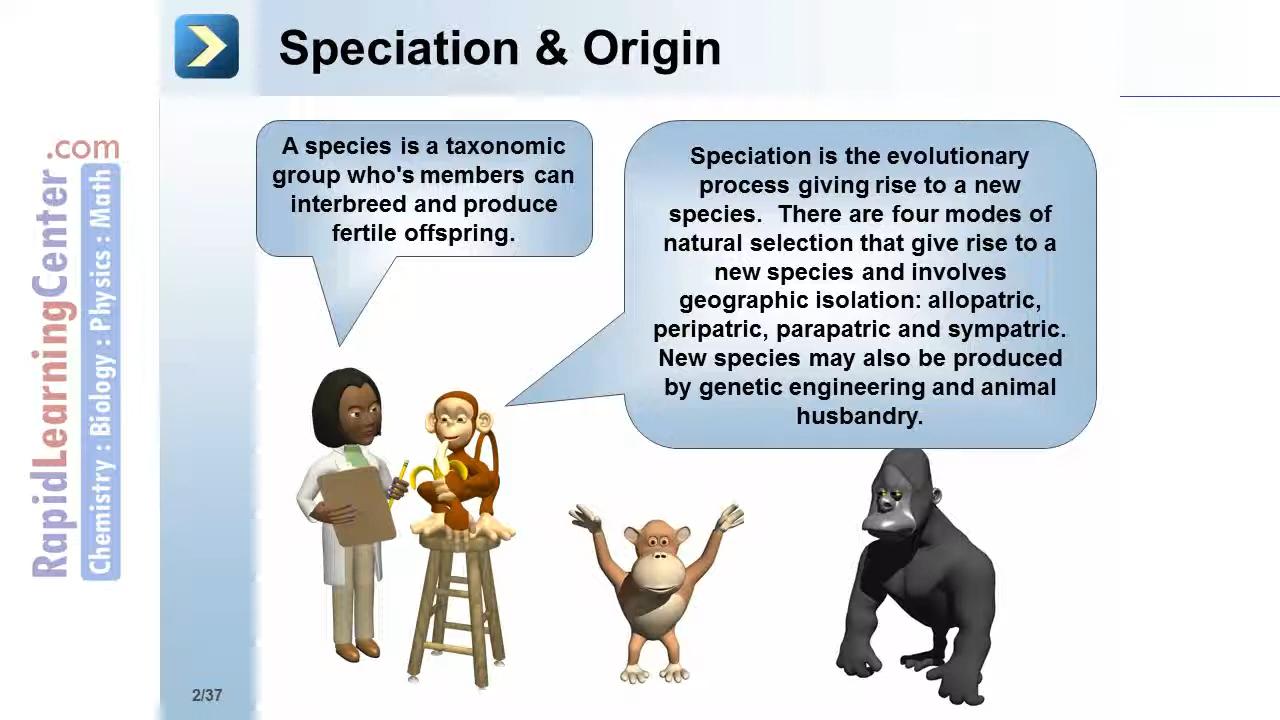 Speciation & Origin
A species is a taxonomic
group who's members can
interbreed and produce
fertile offspring.
Speciation is the evolutionary
process giving rise to a new
species.  There are four modes of
natural selection that give rise to a
new species and involves
geographic isolation: allopatric,
peripatric, parapatric and sympatric.
New species may also be produced
by genetic engineering and animal
husbandry.
RapidLearningCenter.com
Chemistry : Biology : Physics : Math
2/37